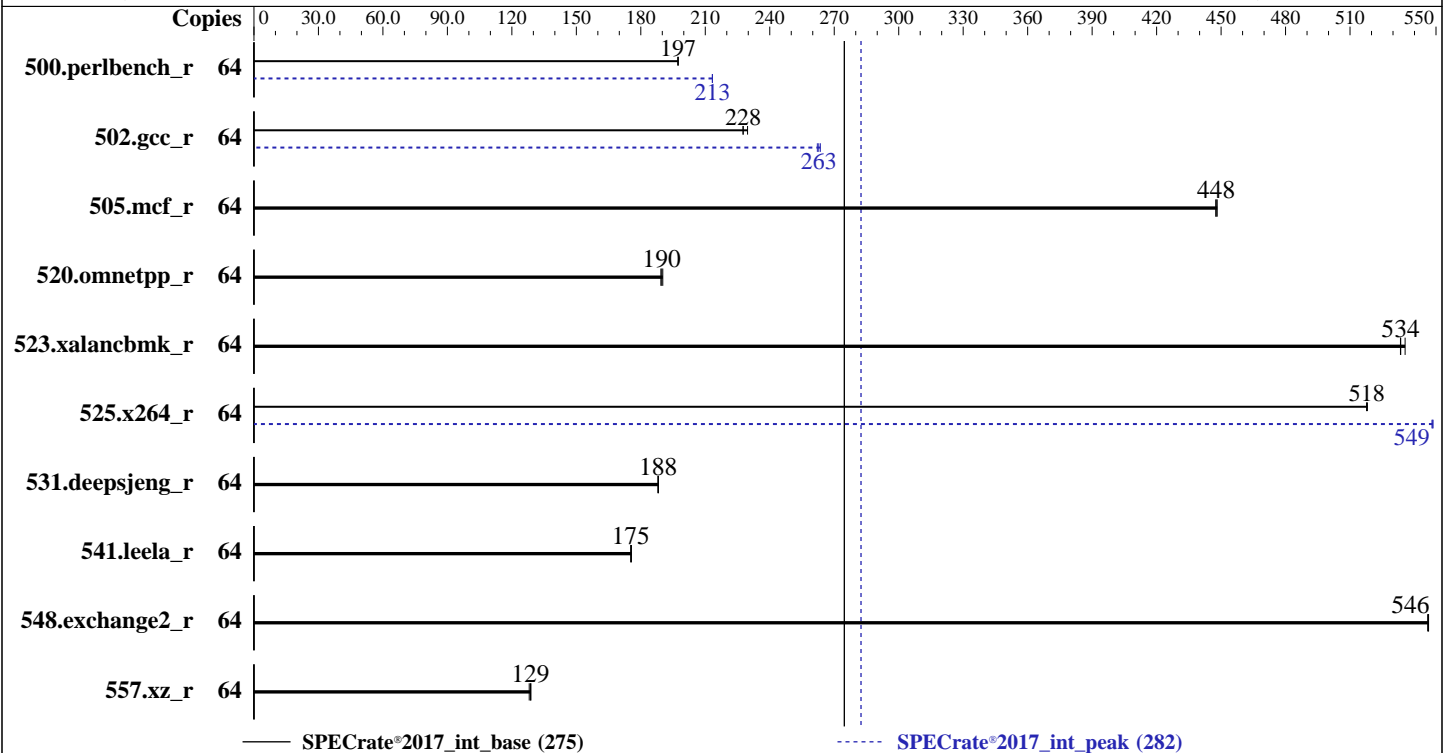 Copies 0 30.0 60.0 90.0 120 150 180 210 240 270 300 330 360 390 420 450 480 510 550
500.perlbench_r 64 197
213
502.gcc_r 64 228
263
505.mcf_r 64 448
520.omnetpp_r 64 190
523.xalancbmk_r 64 534
525.x264_r 64 518
549
531.deepsjeng_r 64 188
541.leela_r 64 175
548.exchange2_r 64 546
557.xz_r 64 129
SPECrate®2017_int_base (275) SPECrate®2017_int_peak (282)